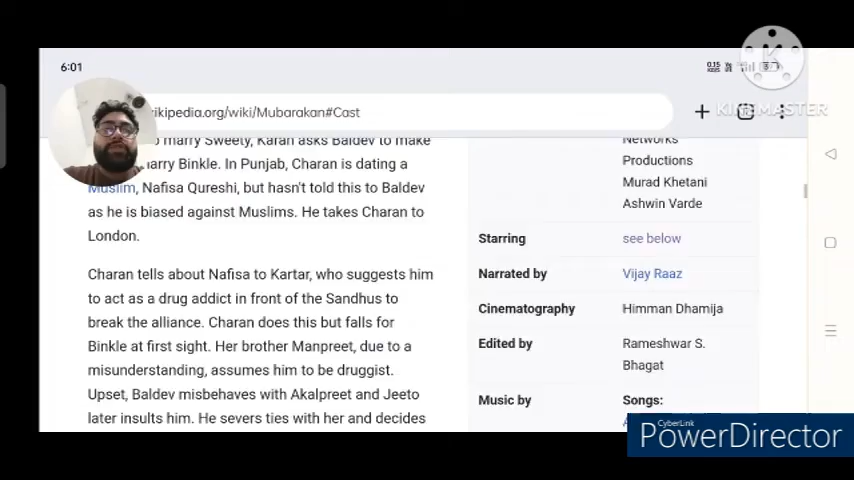 6:01
0.15
KINEMASTER
ikipedia.org/wiki/Mubarakan#Cast
marry Sweety, Karan asks Baldev to make
arry Binkle. In Punjab, Charan is dating a
Muslim, Nafisa Qureshi, but hasn't told this to Baldev
as he is biased against Muslims. He takes Charan to
London.
Charan tells about Nafisa to Kartar, who suggests him
to act as a drug addict in front of the Sandhus to
break the alliance. Charan does this but falls for
Binkle at first sight. Her brother Manpreet, due to a
misunderstanding, assumes him to be druggist.
Upset, Baldev misbehaves with Akalpreet and Jeeto
later insults him. He severs ties with her and decides
Networks
Productions
Murad Khetani
Ashwin Varde
Starring see below
Narrated by Vijay Raaz
Cinematography Himman Dhamija
Edited by Rameshwar S.
Bhagat
Music by Songs:
CyberLink
PowerDirector